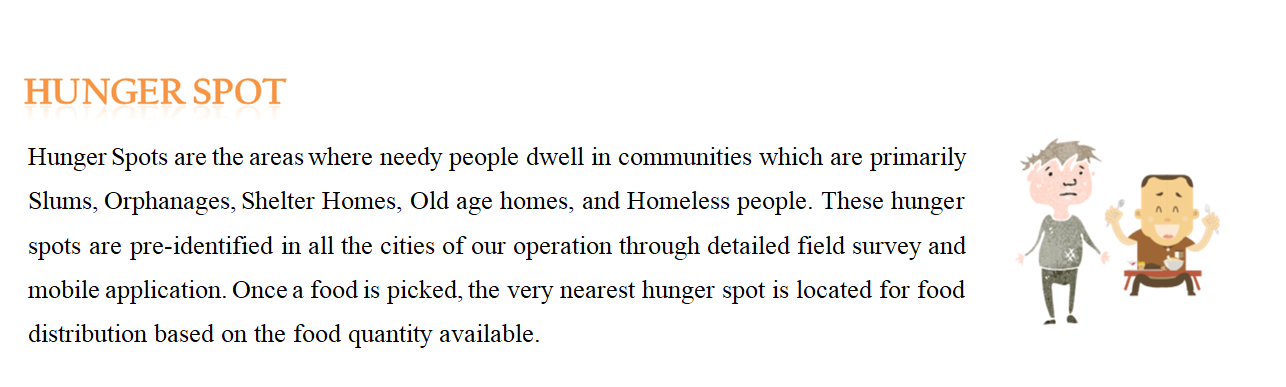 HUNGER SPOT
Hunger Spots are the areas where needy people dwell in communities which are primarily
Slums, Orphanages, Shelter Homes, Old age homes, and Homeless people. These hunger
spots are pre-identified in all the cities of our operation through detailed field survey and
mobile application. Once a food is picked, the very nearest hunger spot is located for food
distribution based on the food quantity available.